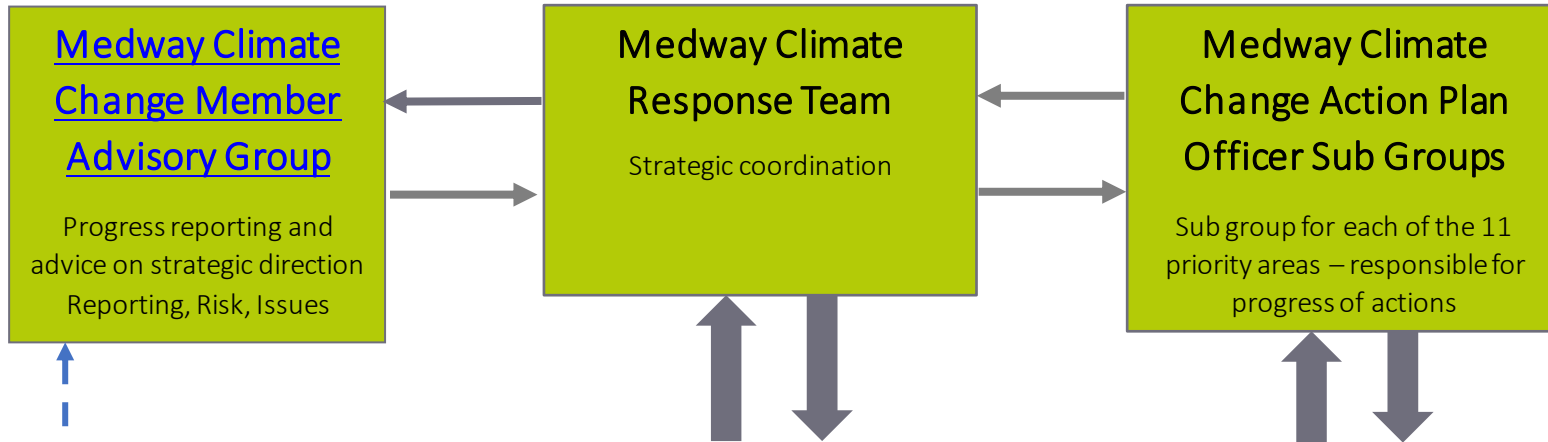 Medway Climate
Change Member
Advisory Group
Progress reporting and
advice on strategic direction
Reporting, Risk, Issues
Medway Climate
Response Team
Strategic coordination
Medway Climate
Change Action Plan
Officer Sub Groups
Sub group for each of the 11
priority areas – responsible for
progress of actions